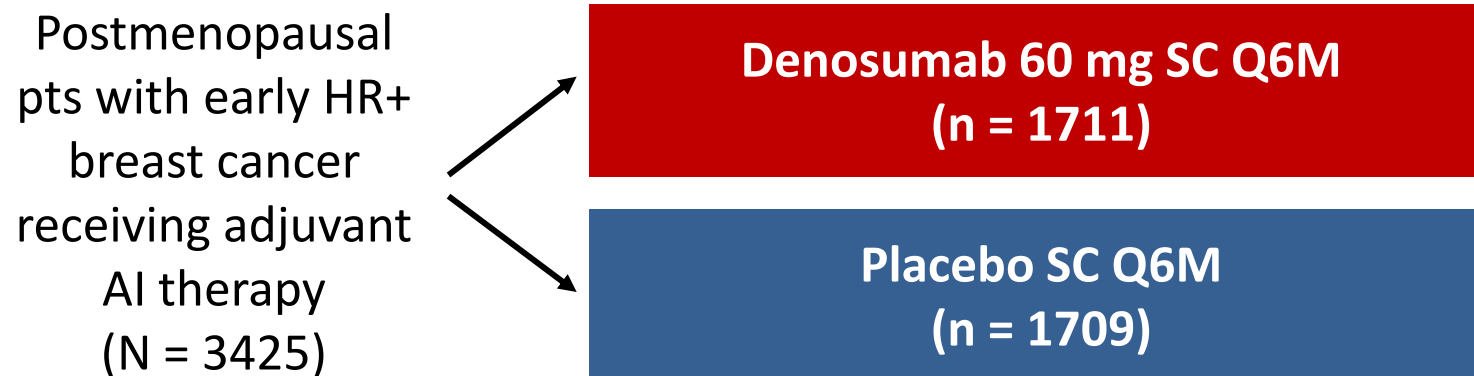 Postmenopausal
pts with early HR+
breast cancer
receiving adjuvant
AI therapy
(N = 3425)
Denosumab 60 mg SC Q6M
(n = 1711)
Placebo SC Q6M
(n = 1709)